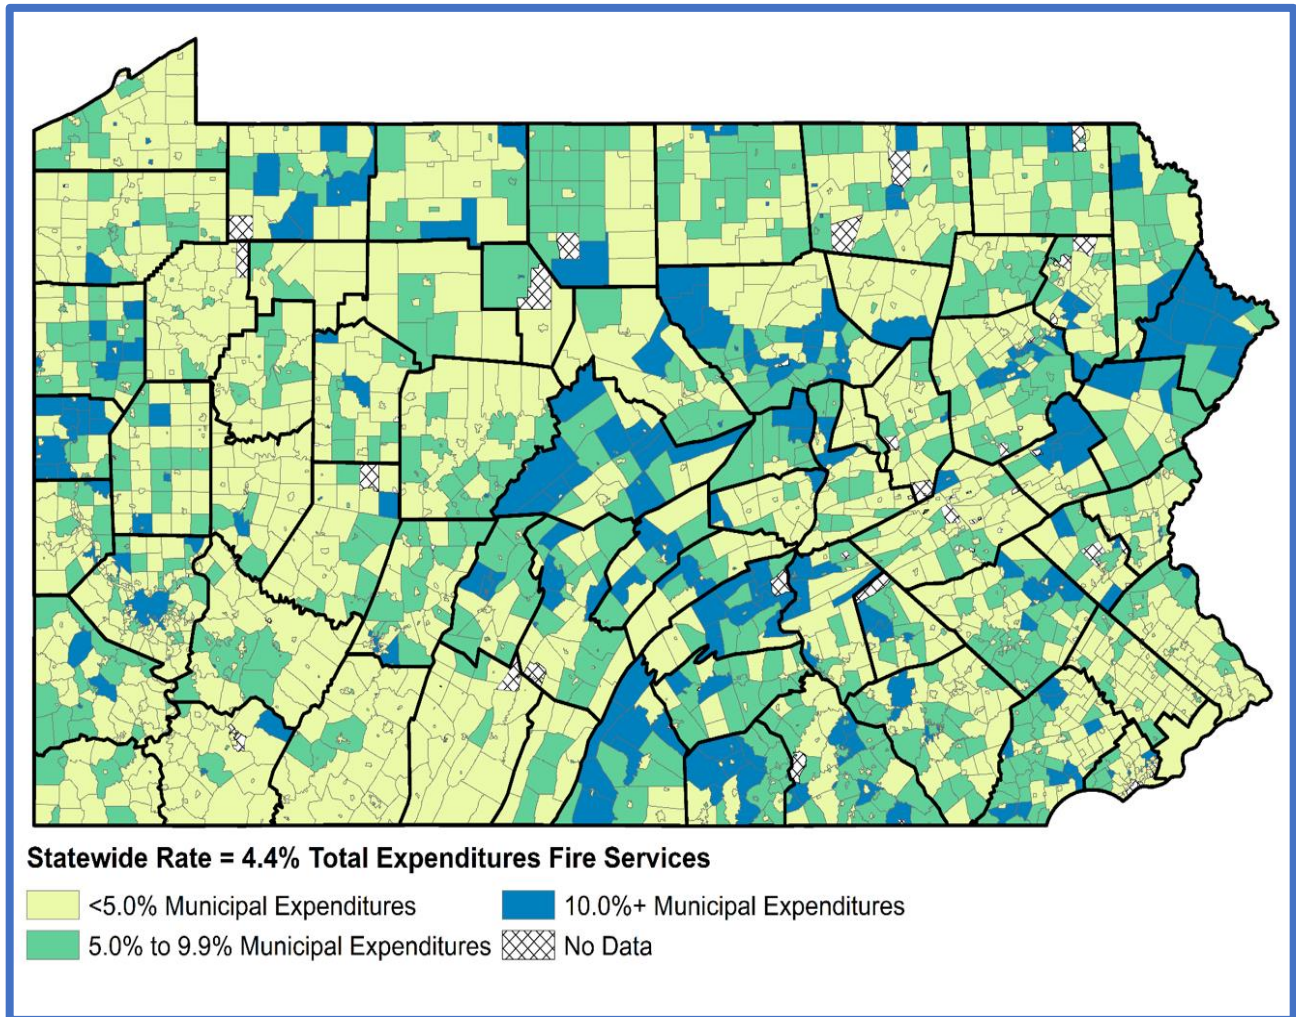 Statewide Rate = 4.4% Total Expenditures Fire Services
<5.0% Municipal Expenditures
10.0%+ Municipal Expenditures
5.0% to 9.9% Municipal Expenditures
No Data